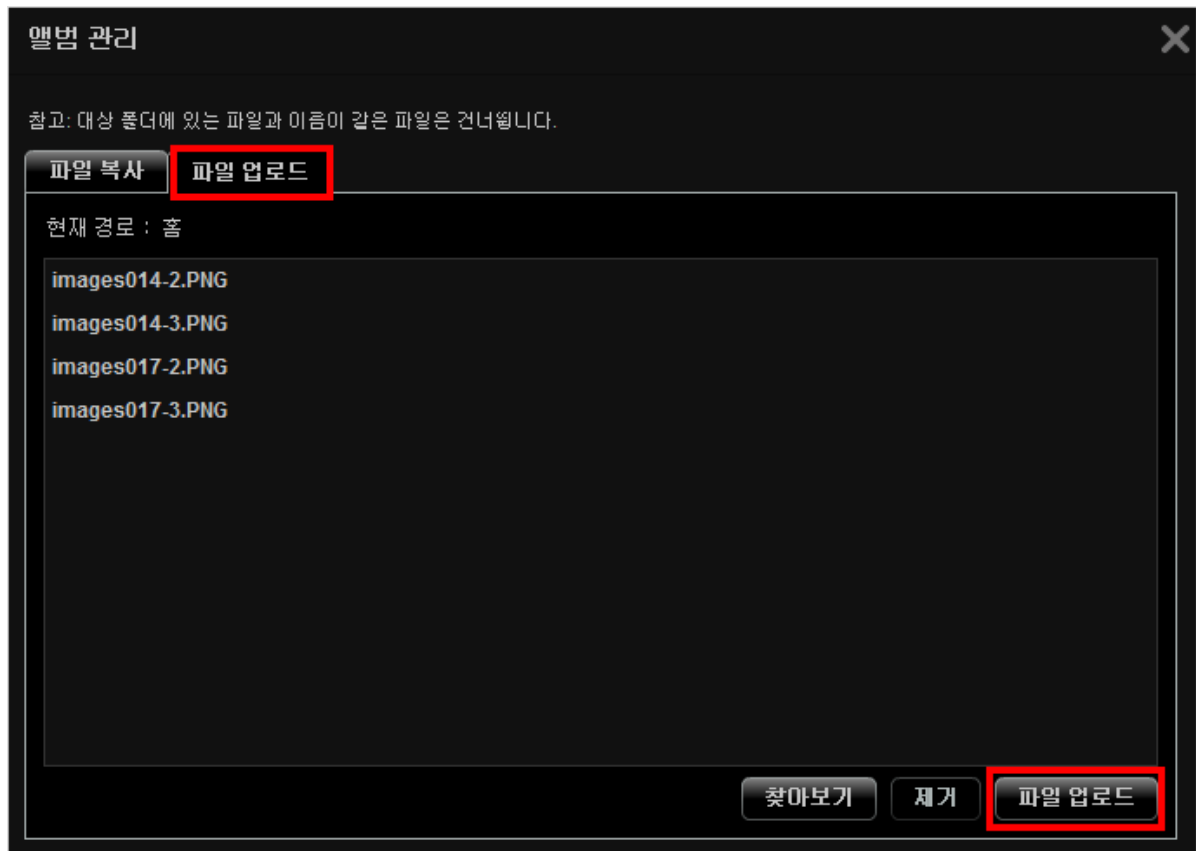 앨범 관리
참고: 대상 폴더에 있는 파일과 이름이 같은 파일은 건너뜁니다.
파일 복사 파일 업로드
현재 경로 : 홈
images014-2.PNG
images014-3.PNG
images017-2.PNG
images017-3.PNG
찾아보기 제거 파일 업로드